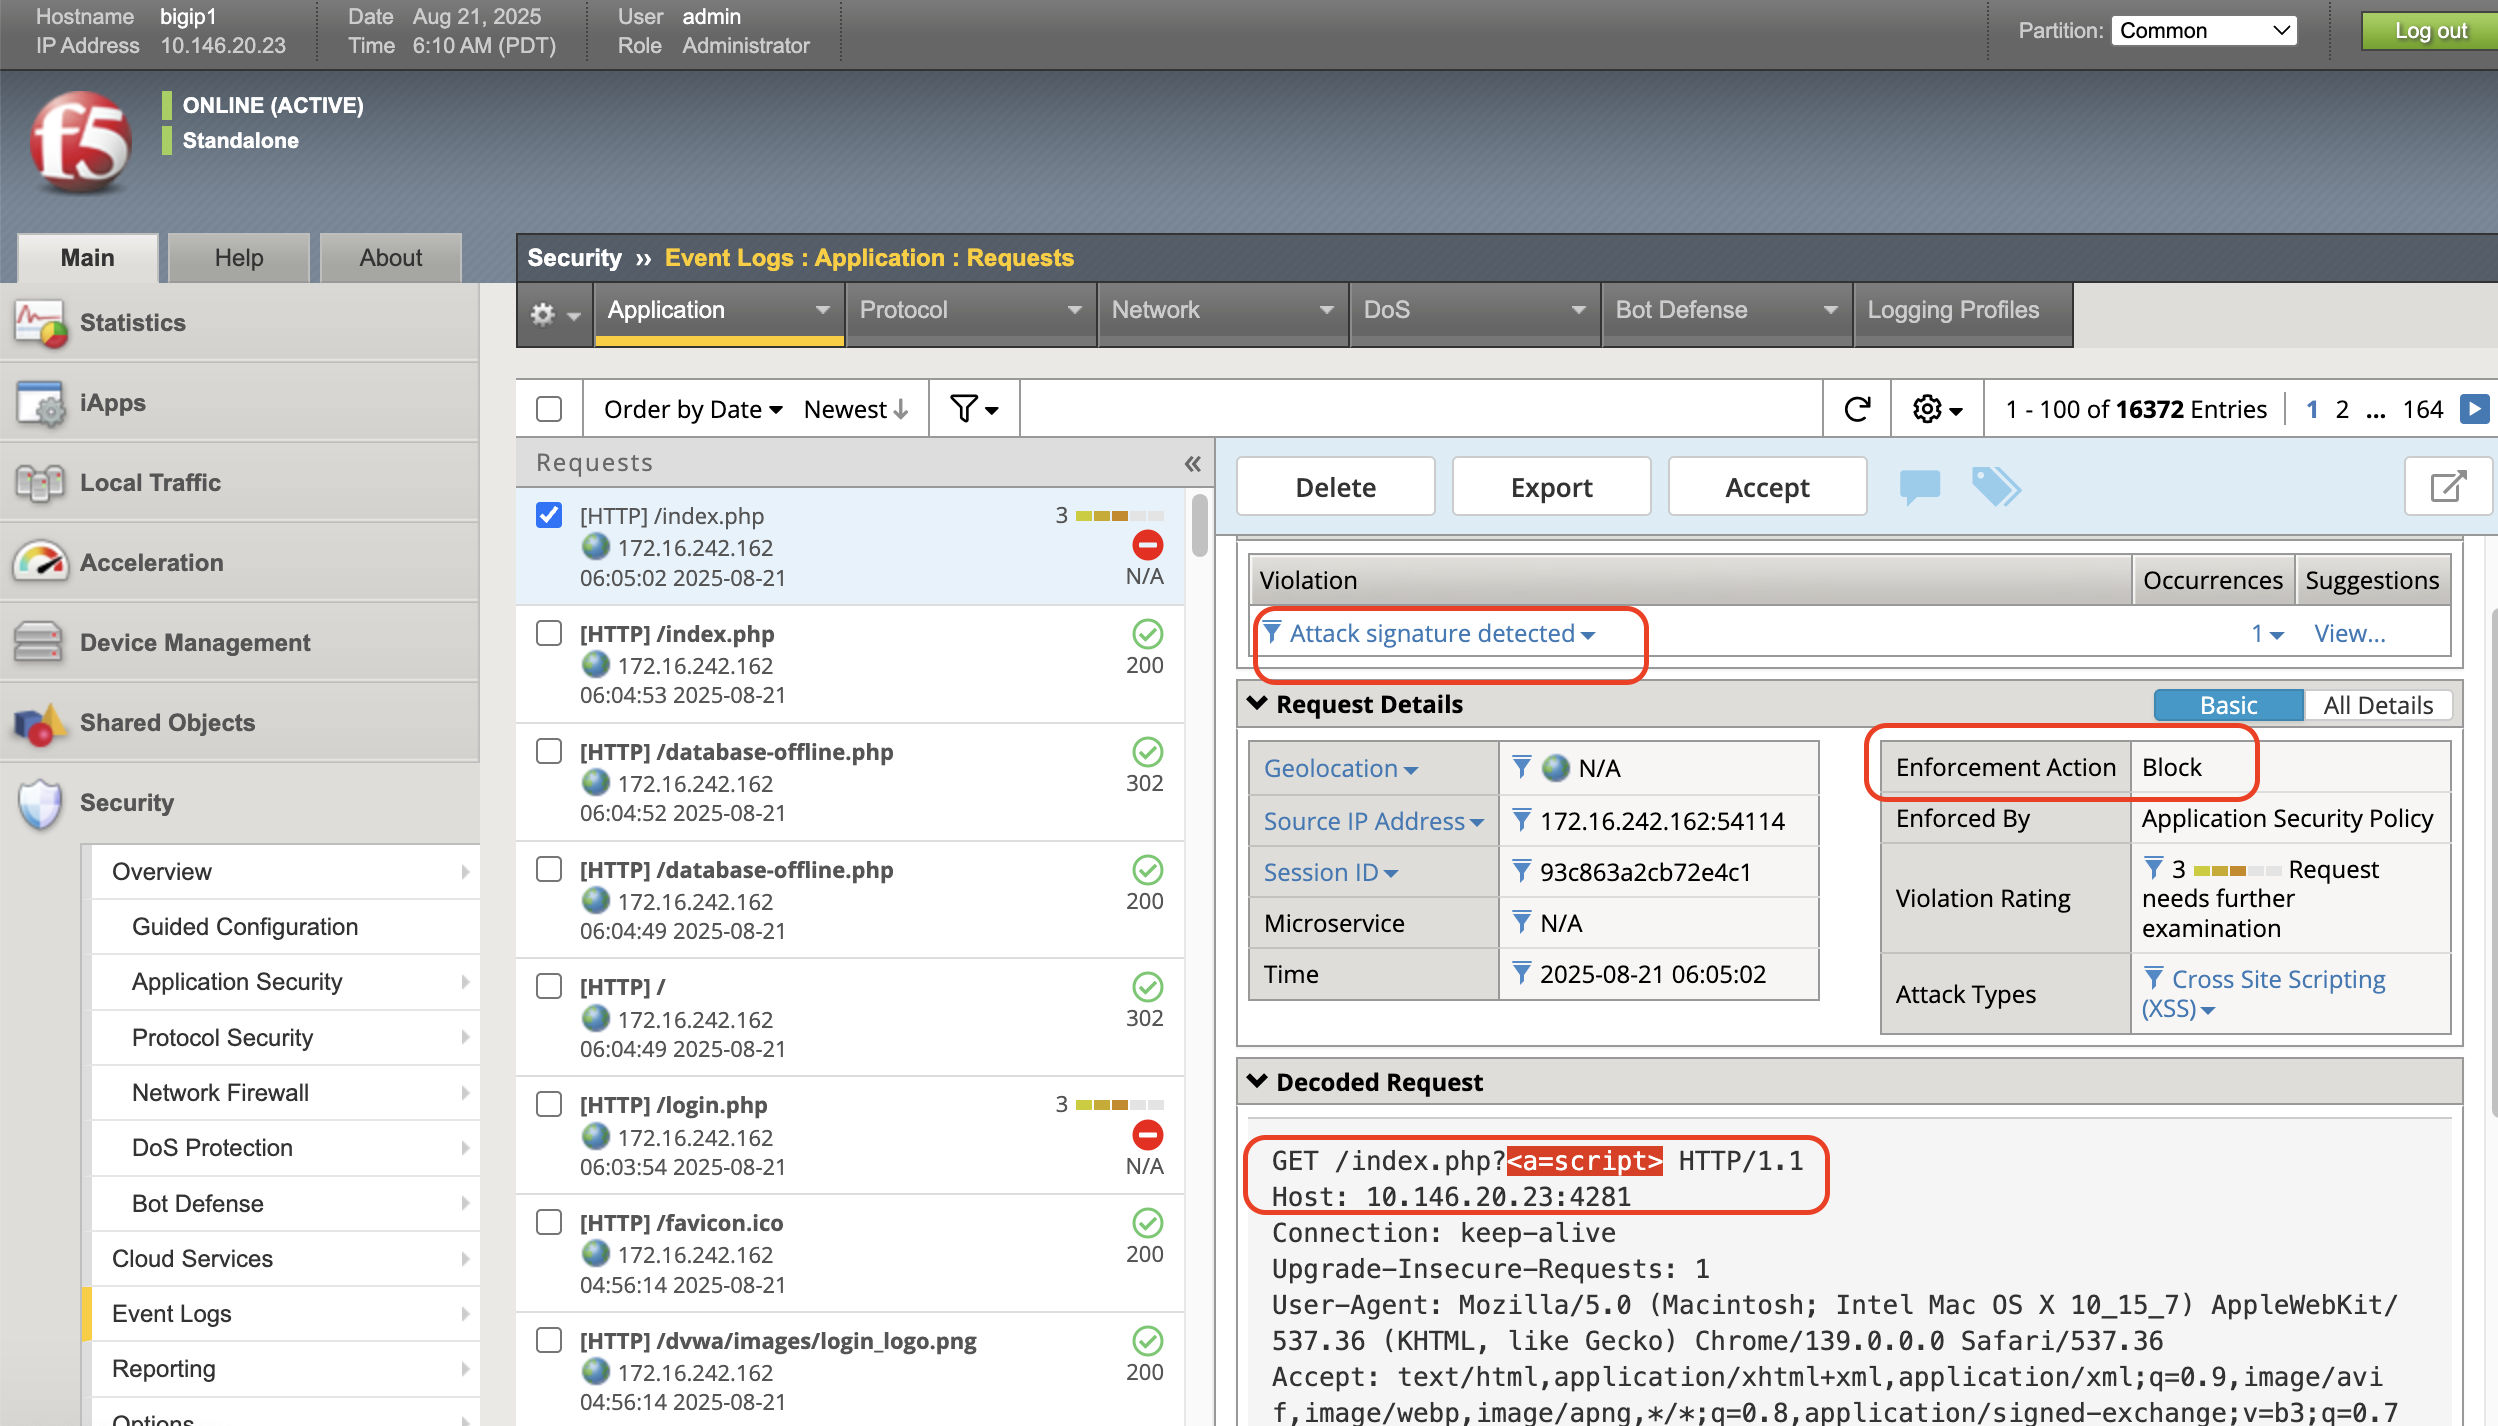 Hostname bigip1
IP Address 10.146.20.23
Date Aug 21, 2025
Time 6:10 AM (PDT)
User admin
Role Administrator
Partition: Common
Log out
f5
ONLINE (ACTIVE)
Standalone
Main
Help
About
Statistics
iApps
Local Traffic
Acceleration
Device Management
Shared Objects
Security
Overview
Guided Configuration
Application Security
Protocol Security
Network Firewall
DoS Protection
Bot Defense
Cloud Services
Event Logs
Reporting
Options
Security ›› Event Logs : Application : Requests
Application
Protocol
Network
DoS
Bot Defense
Logging Profiles
Order by Date
Newest
1 - 100 of 16372 Entries
1 2 ... 164
Requests
«
[HTTP] /index.php 3
172.16.242.162
06:05:02 2025-08-21 N/A
[HTTP] /index.php
172.16.242.162 200
06:04:53 2025-08-21
[HTTP] /database-offline.php
172.16.242.162 302
06:04:52 2025-08-21
[HTTP] /database-offline.php
172.16.242.162 200
06:04:49 2025-08-21
[HTTP] /
172.16.242.162 302
06:04:49 2025-08-21
[HTTP] /login.php 3
172.16.242.162
06:03:54 2025-08-21 N/A
[HTTP] /favicon.ico
172.16.242.162 200
04:56:14 2025-08-21
[HTTP] /dvwa/images/login_logo.png
172.16.242.162 200
04:56:14 2025-08-21
Delete
Export
Accept
Violation Occurrences Suggestions
Attack signature detected 1 View...
Request Details
Basic
All Details
Geolocation N/A
Source IP Address 172.16.242.162:54114
Session ID 93c863a2cb72e4c1
Microservice N/A
Time 2025-08-21 06:05:02
Enforcement Action Block
Enforced By Application Security Policy
Violation Rating 3 Request
needs further
examination
Attack Types Cross Site Scripting
(XSS)
Decoded Request
GET /index.php?<a=script> HTTP/1.1
Host: 10.146.20.23:4281
Connection: keep-alive
Upgrade-Insecure-Requests: 1
User-Agent: Mozilla/5.0 (Macintosh; Intel Mac OS X 10_15_7) AppleWebKit/
537.36 (KHTML, like Gecko) Chrome/139.0.0.0 Safari/537.36
Accept: text/html,application/xhtml+xml,application/xml;q=0.9,image/avi
f,image/webp,image/apng,*/*;q=0.8,application/signed-exchange;v=b3;q=0.7